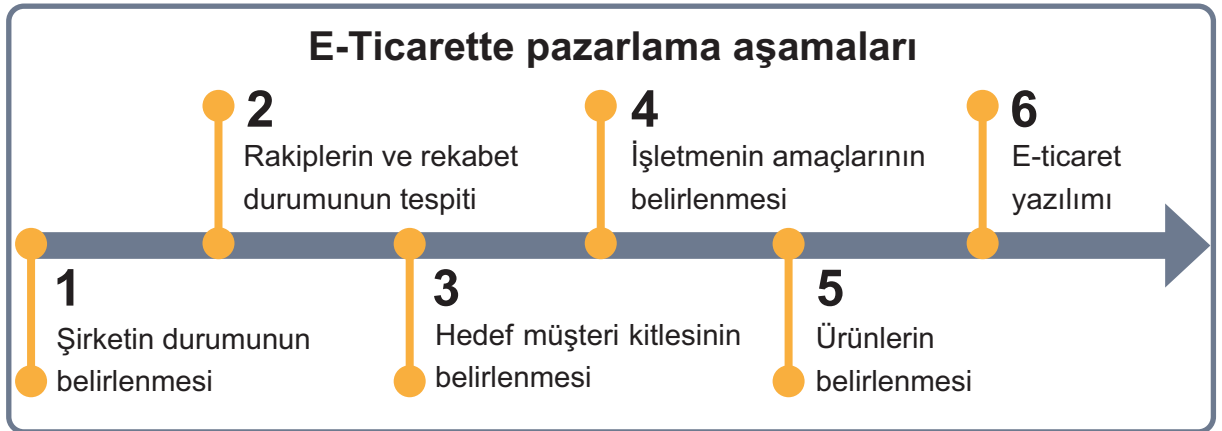 E-Ticarette pazarlama aşamaları
1
Şirketin durumunun
belirlenmesi
2
Rakiplerin ve rekabet
durumunun tespiti
3
Hedef müşteri kitlesinin
belirlenmesi
4
İşletmenin amaçlarının
belirlenmesi
5
Ürünlerin
belirlenmesi
6
E-ticaret
yazılımı